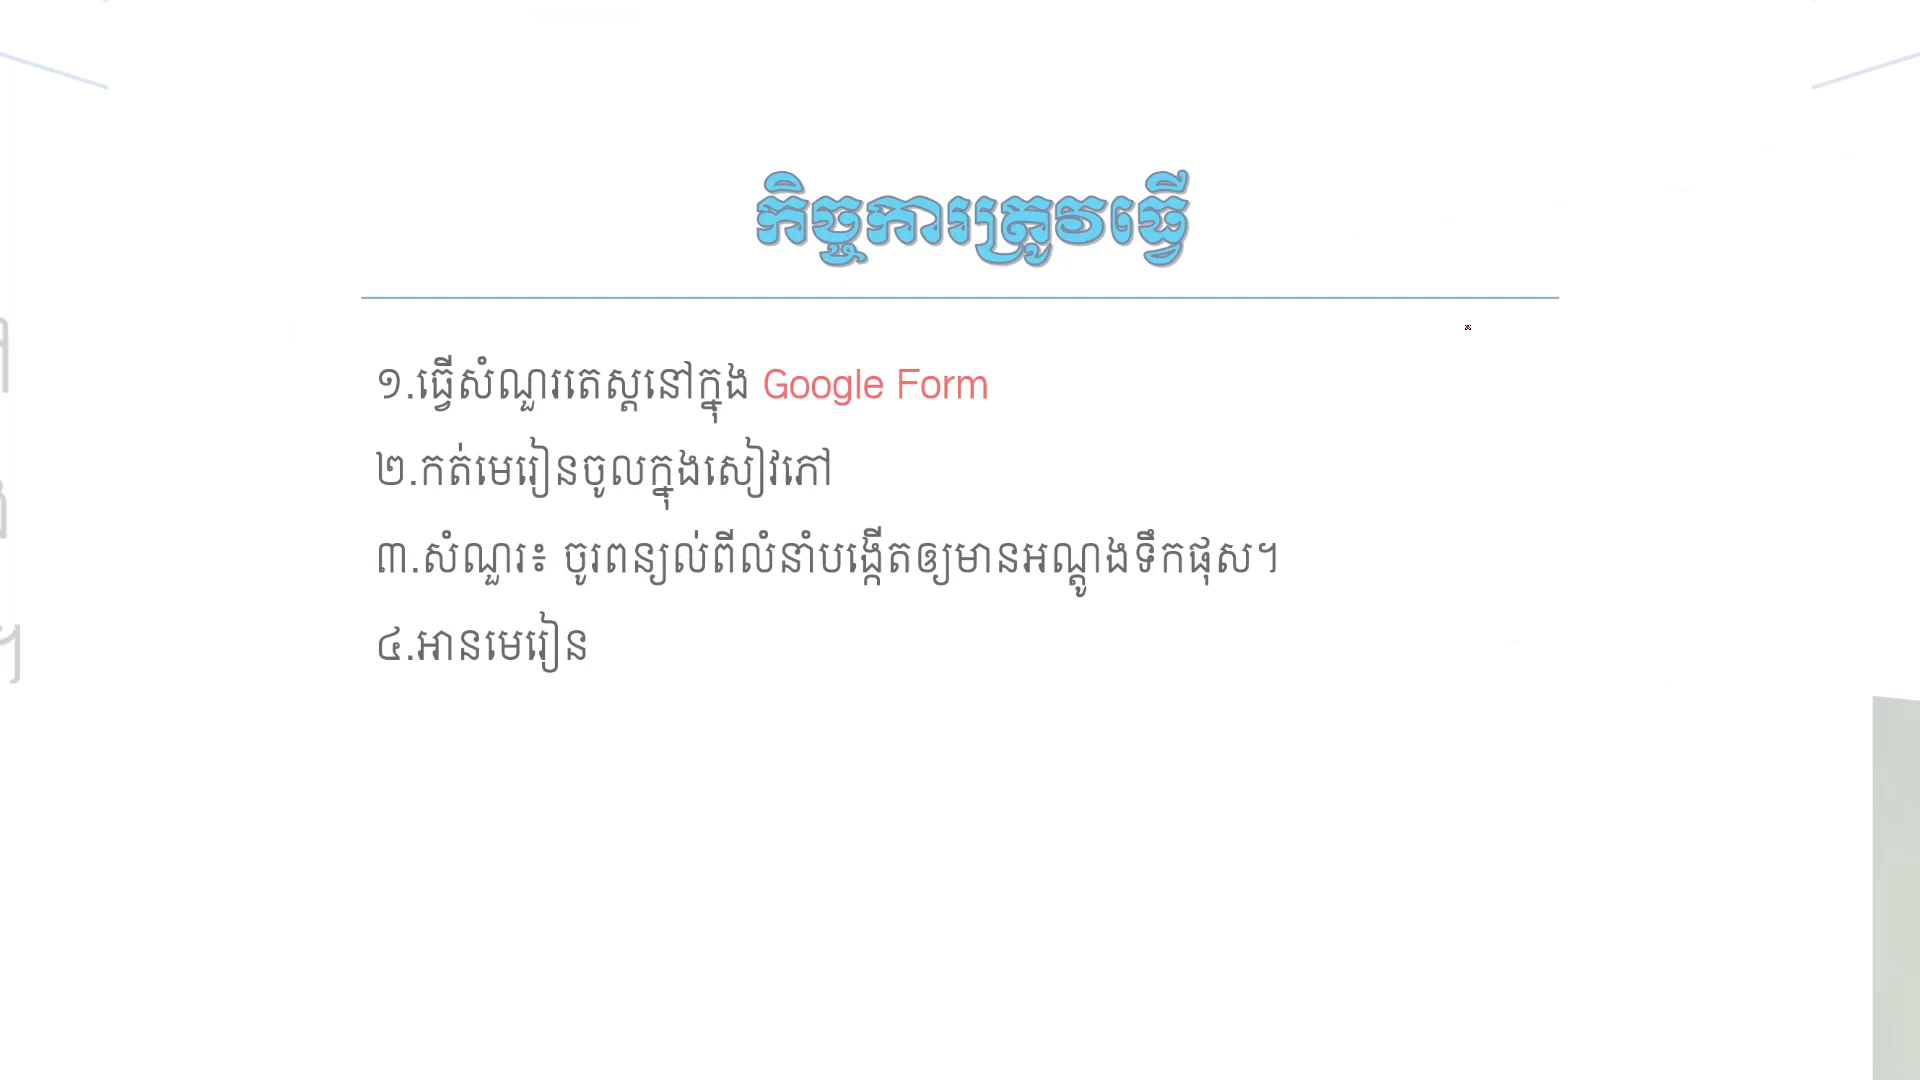 កិច្ចការត្រូវធ្វើ
១.ធ្វើសំណួរតេស្តនៅក្នុង Google Form
២.កត់មេរៀនចូលក្នុងសៀវភៅ
៣.សំណួរ៖ ចូរពន្យល់ពីលំនាំបង្កើតឲ្យមានអណ្តូងទឹកផុស។
៤.អានមេរៀន